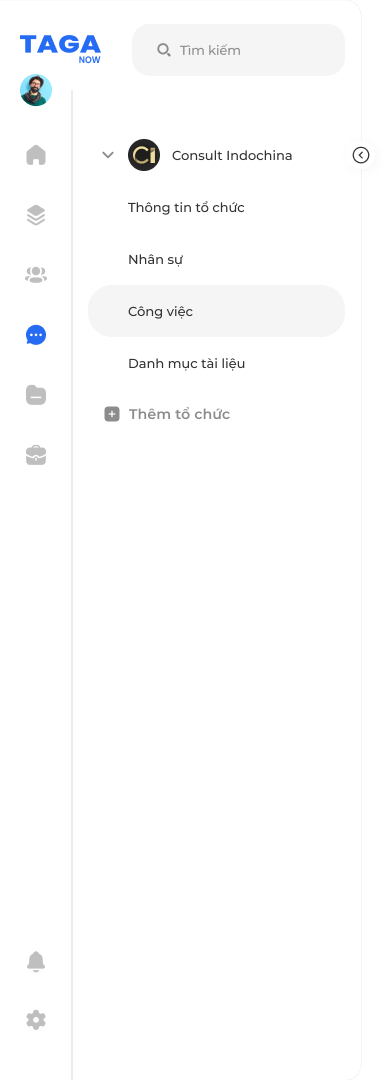 TAGA
NOW
Tìm kiếm
Ci
Consult Indochina
Thông tin tổ chức
Nhân sự
Công việc
Danh mục tài liệu
Thêm tổ chức